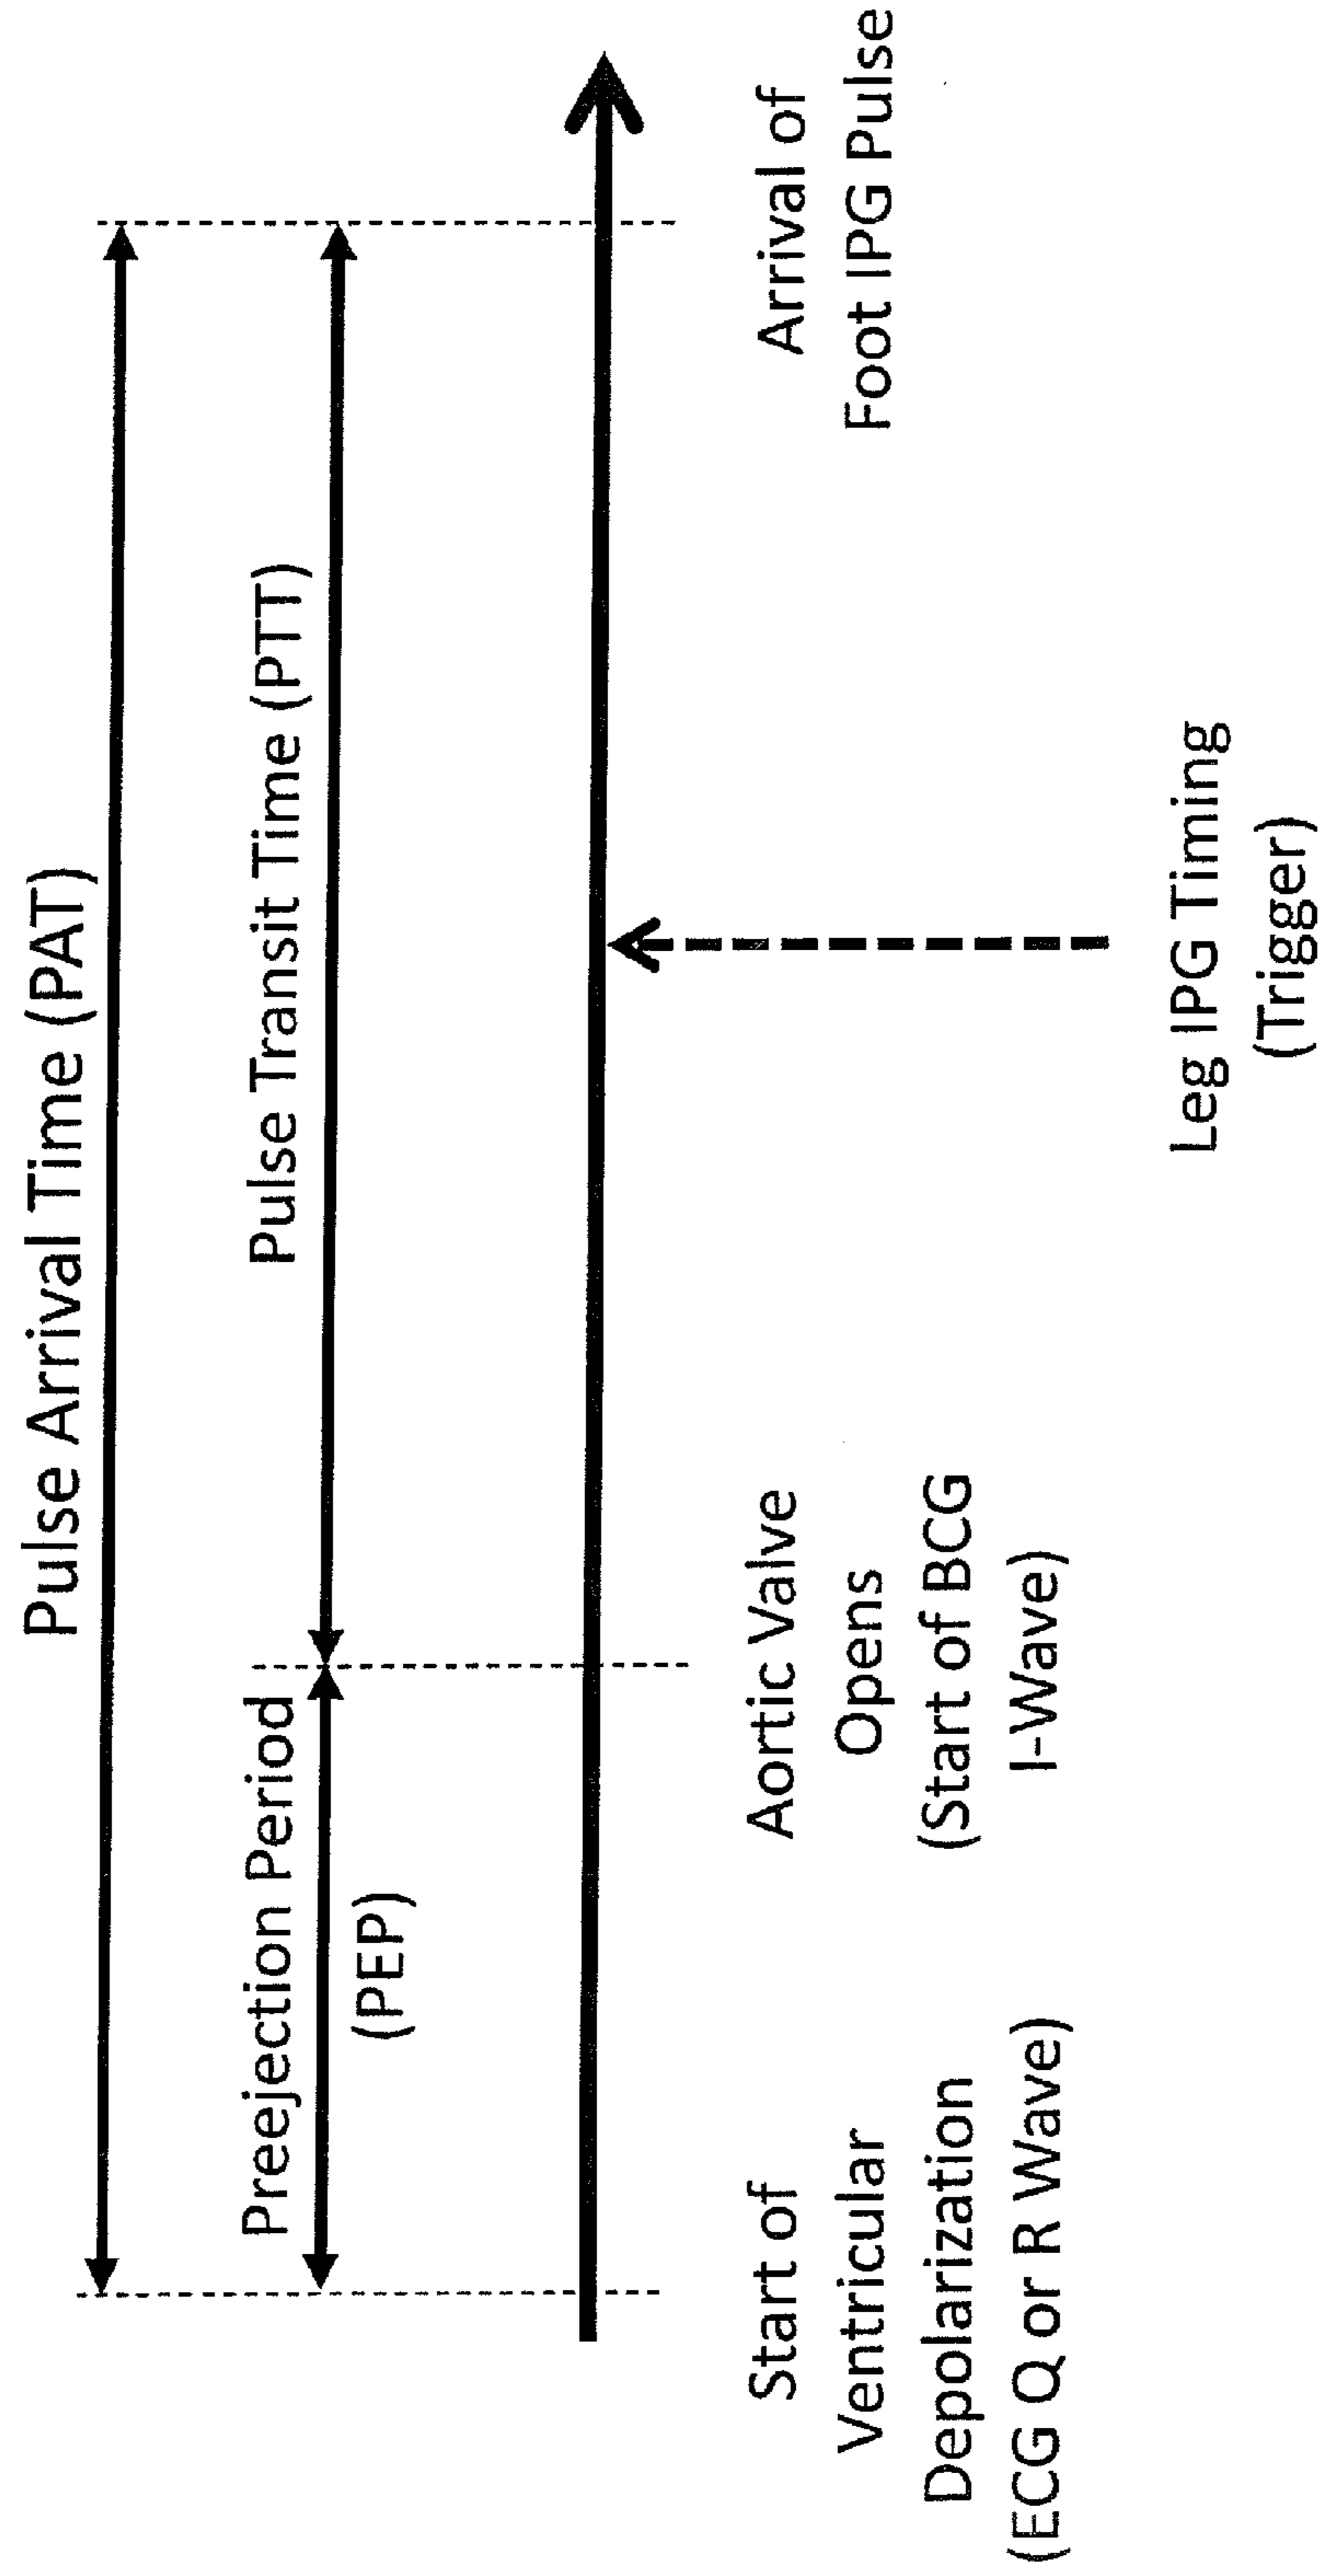 Pulse Arrival Time (PAT)
Preejection Period
(PEP)
Pulse Transit Time (PTT)
Start of
Ventricular
Depolarization
(ECG Q or R Wave)
Aortic Valve
Opens
(Start of BCG
I-Wave)
Leg IPG Timing
(Trigger)
Arrival of
Foot IPG Pulse